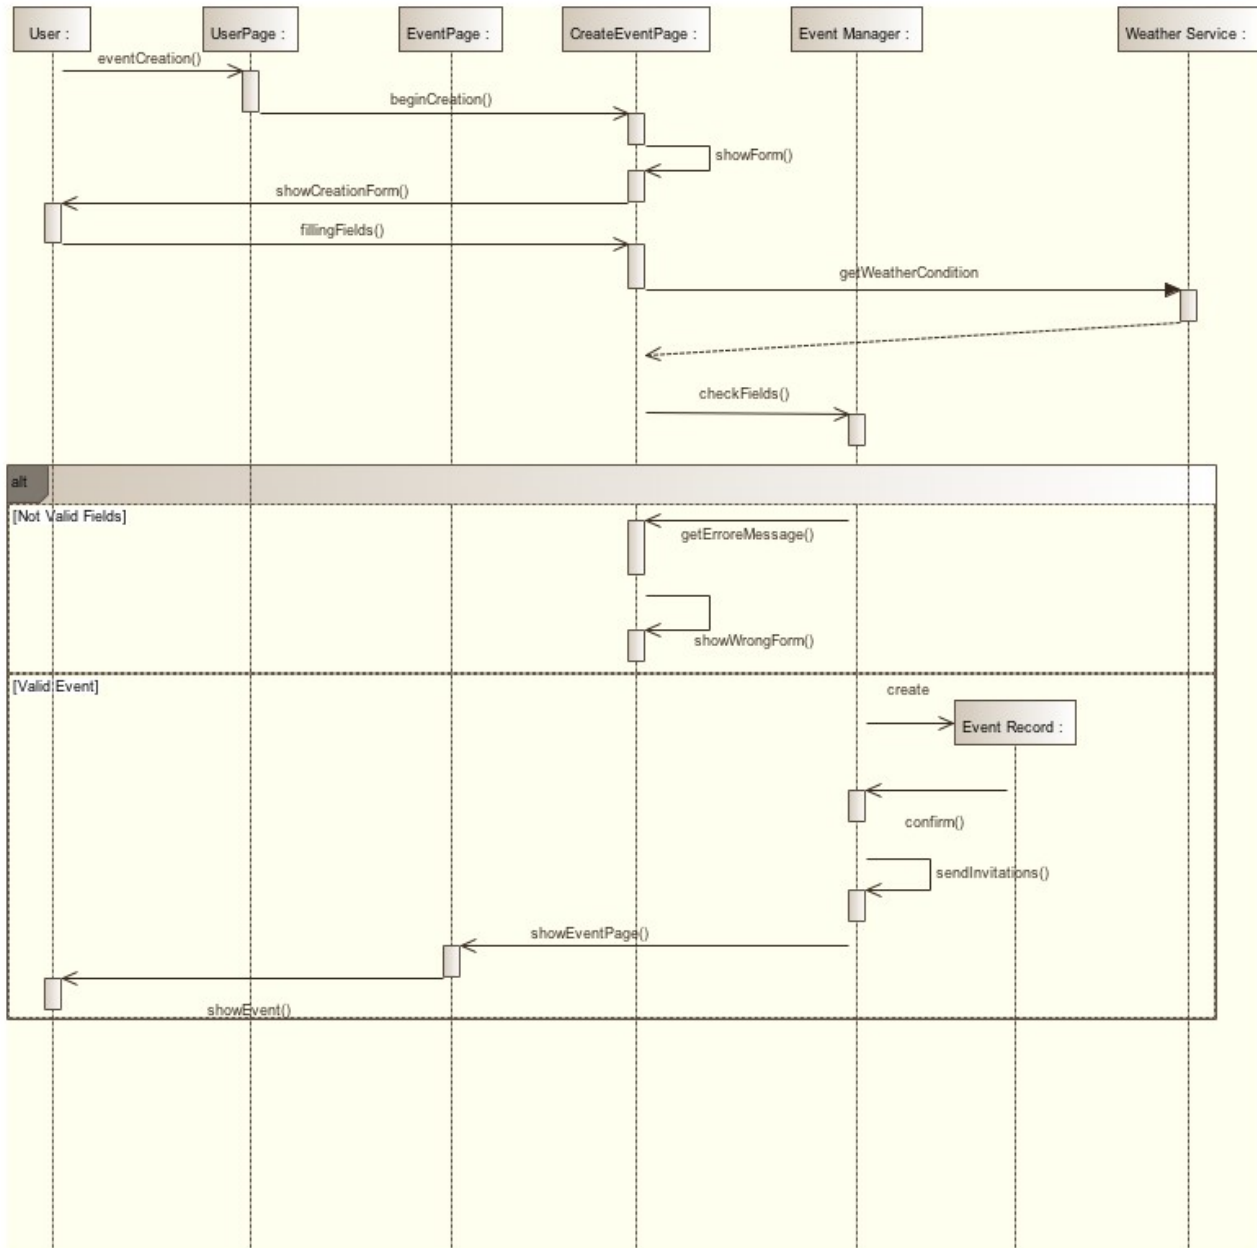 User :
UserPage :
EventPage :
CreateEventPage :
Event Manager :
Weather Service :
eventCreation()
beginCreation()
showForm()
showCreationForm()
fillingFields()
getWeatherCondition
checkFields()
alt
[Not Valid Fields]
getErroreMessage()
showWrongForm()
[Valid Event]
create
Event Record :
confirm()
sendInvitations()
showEventPage()
showEvent()